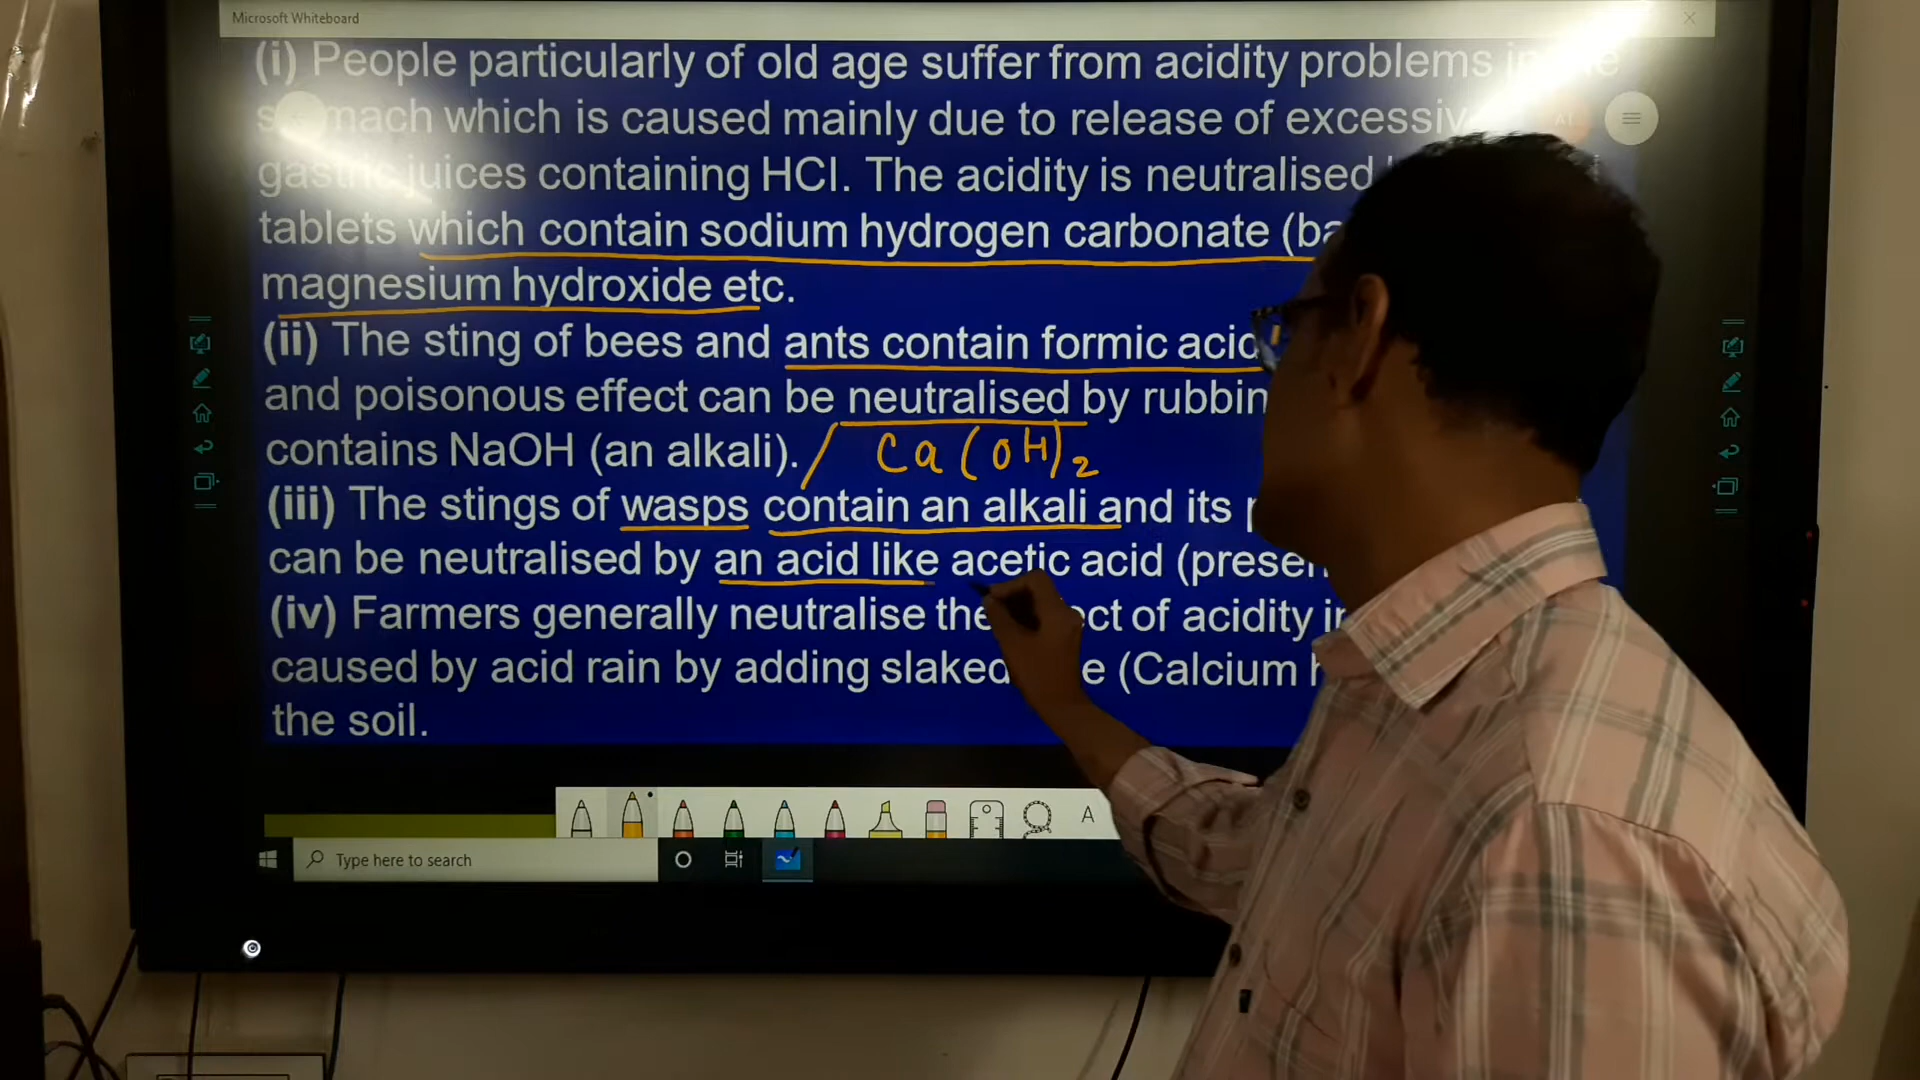 Microsoft Whiteboard
(i) People particularly of old age suffer from acidity problems in
stomach which is caused mainly due to release of
gastric juices containing HCl. The acidity is neutralised
tablets which contain sodium hydrogen carbonate
magnesium hydroxide etc.
(ii) The sting of bees and ants contain formic
and poisonous effect can be neutralised by
contains NaOH (an alkali). / Ca(OH)2
(iii) The stings of wasps contain an alkali and its
can be neutralised by an acid like acetic acid
(iv) Farmers generally neutralise the of acidity
caused by acid rain by adding slaked (Calcium
the soil.
A
Type here to search